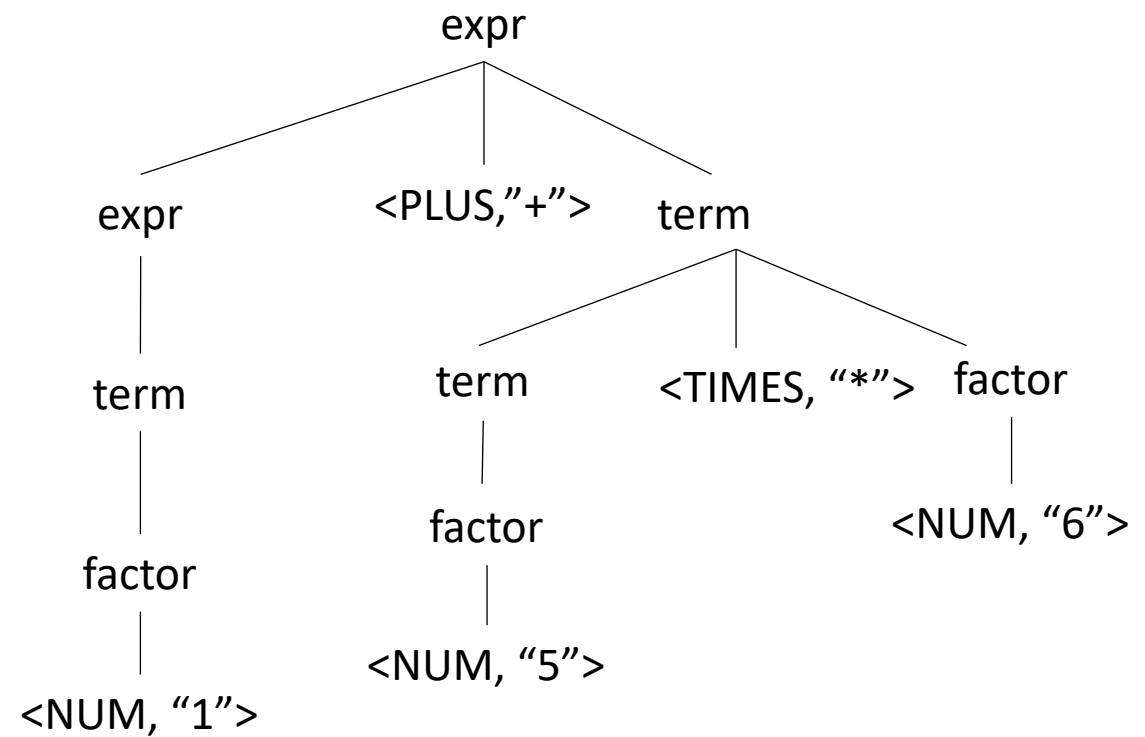 expr
expr
<PLUS,”+”>
term
term
term
<TIMES, “*”>
factor
factor
factor
<NUM, “6”>
<NUM, “5”>
<NUM, “1”>